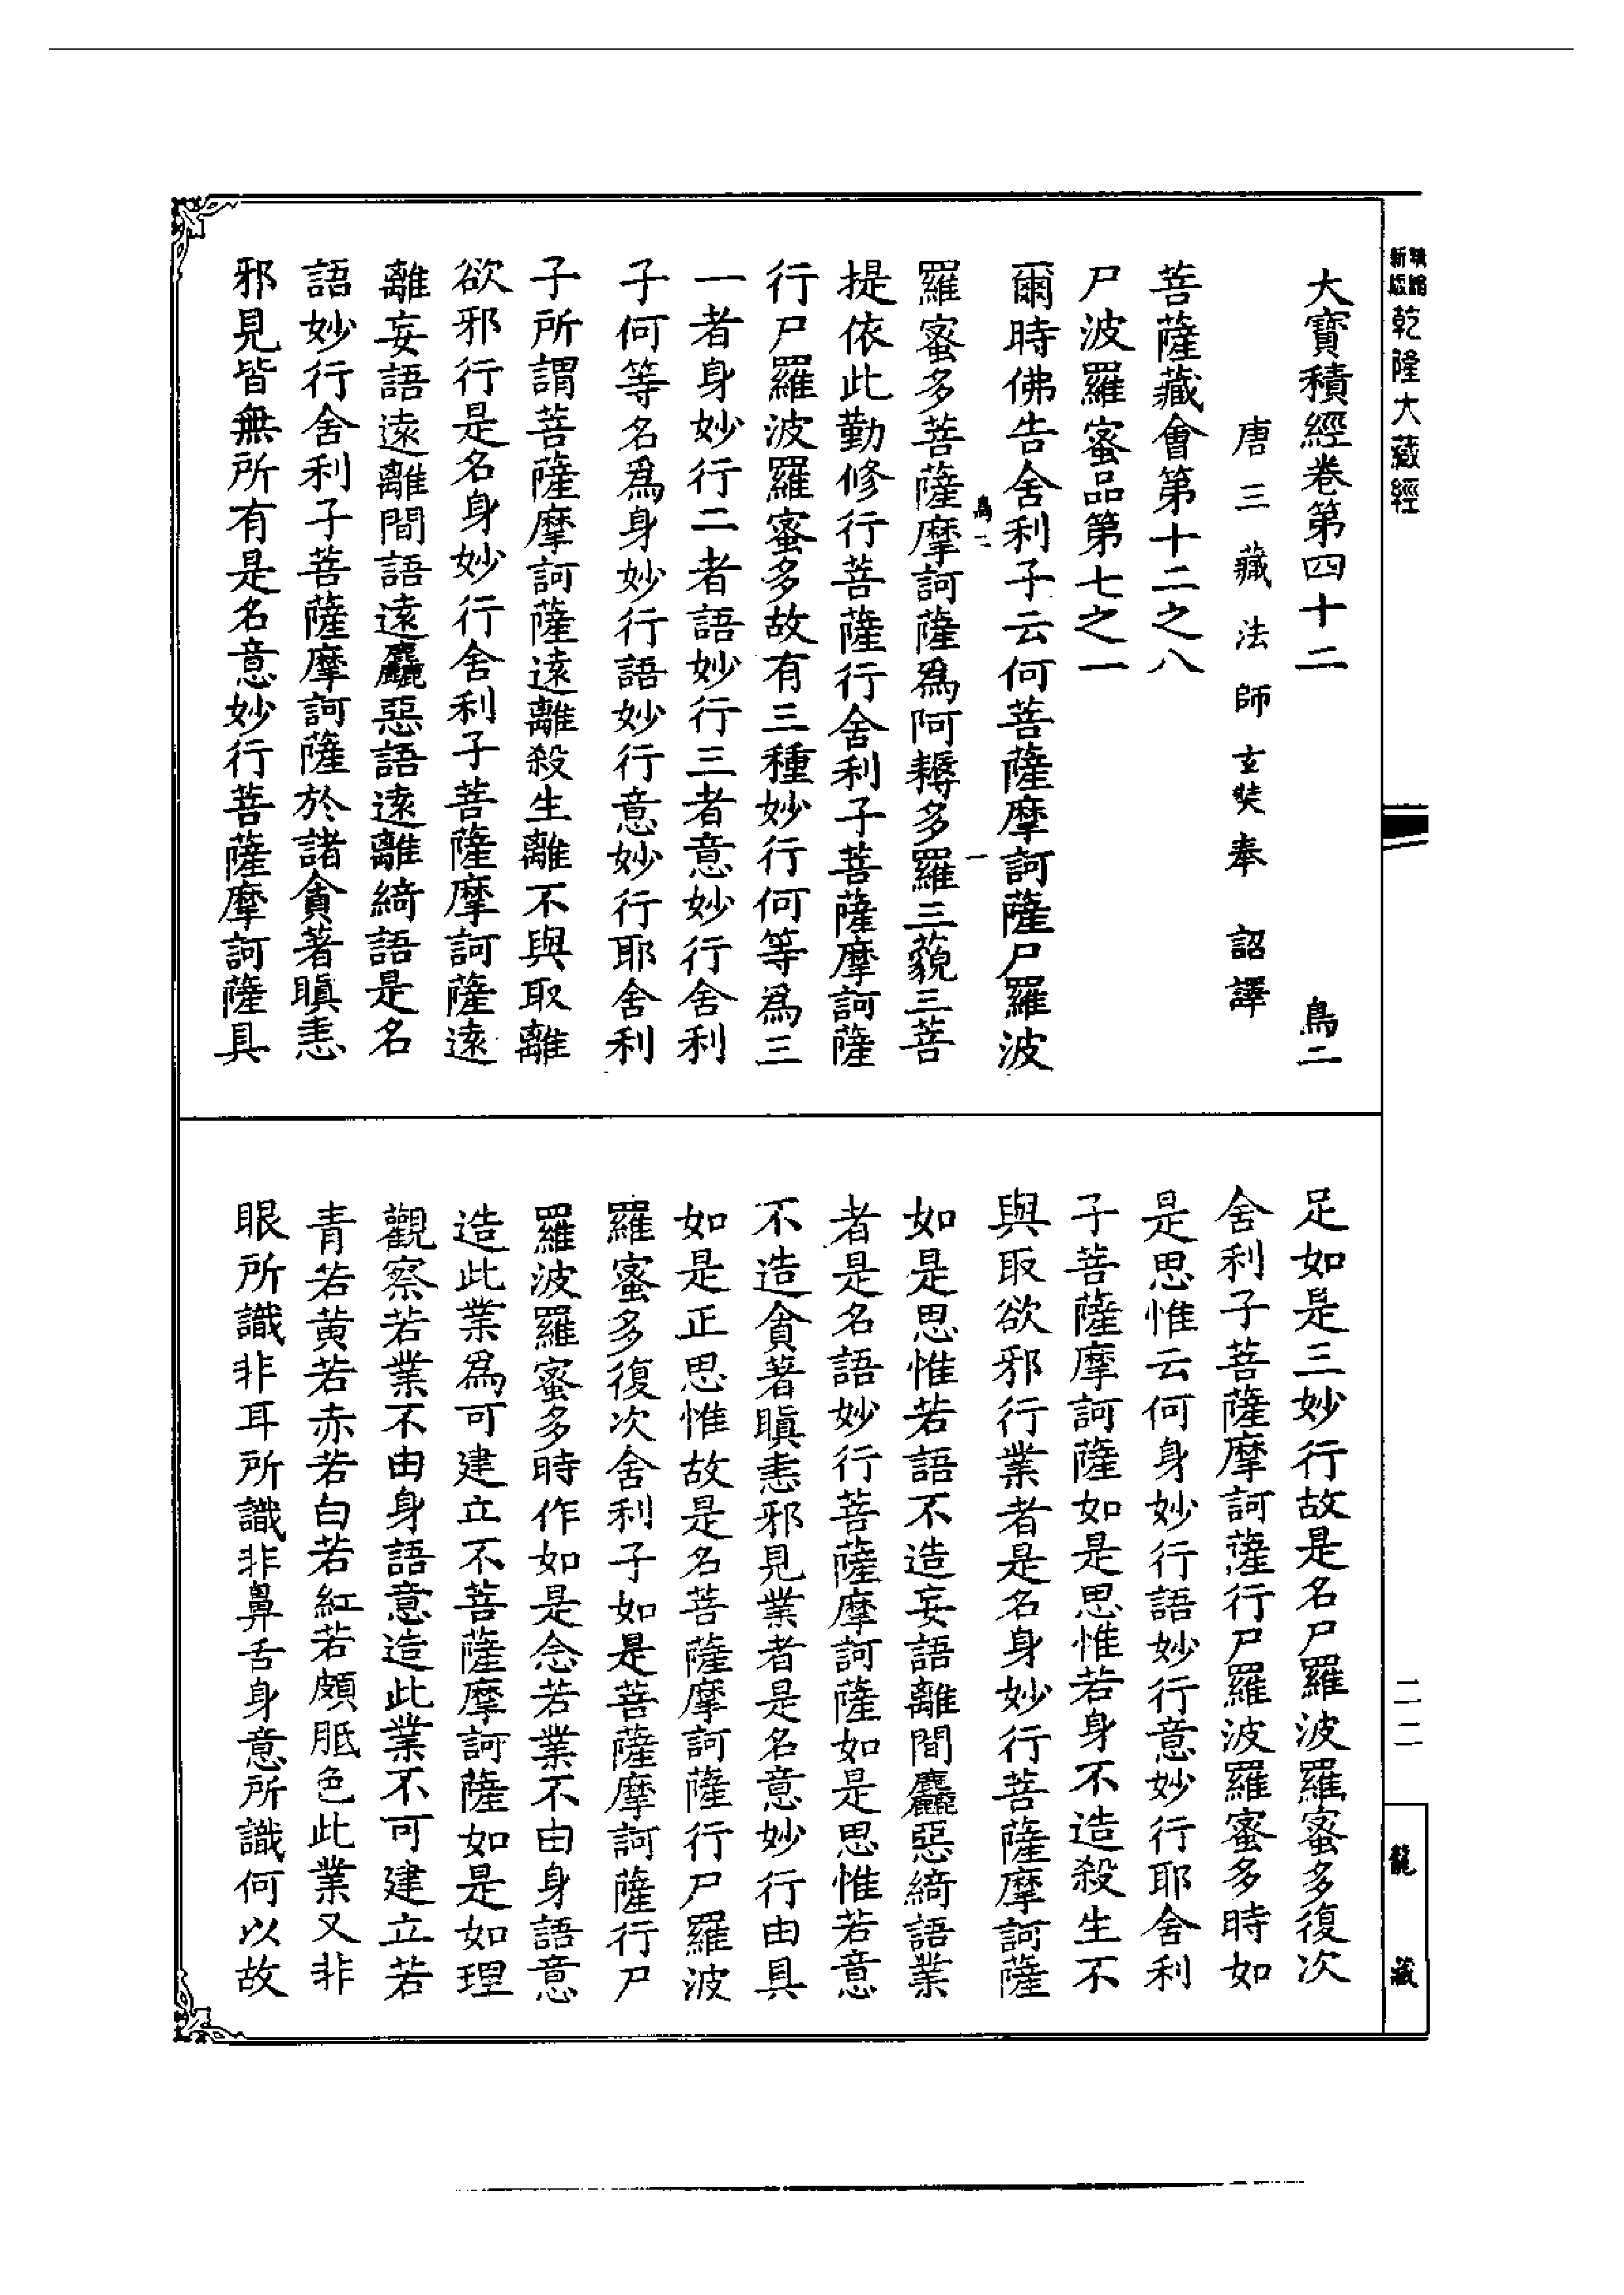 新編縮版乾隆大藏經
大寶積經卷第四十二　鳥二
唐三藏法師玄奘奉　詔譯
菩薩藏會第十二之八
尸波羅蜜品第七之一
爾時佛告舍利子云何菩薩摩訶薩尸羅波
羅蜜多菩薩摩訶薩為阿耨多羅三藐三菩
提依此勤修行菩薩行舍利子菩薩摩訶薩
行尸羅波羅蜜多故有三種妙行何等為三
一者身妙行二者語妙行三者意妙行舍利
子何等名為身妙行語妙行意妙行耶舍利
子所謂菩薩摩訶薩遠離殺生離不與取離
欲邪行是名身妙行舍利子菩薩摩訶薩遠
離妄語遠離間語遠麤惡語遠離綺語是名
語妙行舍利子菩薩摩訶薩於諸貪著瞋恚
邪見皆無所有是名意妙行菩薩摩訶薩具
足如是三妙行故是名尸羅波羅蜜多復次
舍利子菩薩摩訶薩行尸羅波羅蜜多時如
是思惟云何身妙行語妙行意妙行耶舍利
子菩薩摩訶薩如是思惟若身不造殺生不
與取欲邪行業者是名身妙行菩薩摩訶薩
如是思惟若語不造妄語離間麤惡綺語業
者是名語妙行菩薩摩訶薩如是思惟若意
不造貪著瞋恚邪見業者是名意妙行由具
如是正思惟故是名菩薩摩訶薩行尸羅波
羅蜜多復次舍利子如是菩薩摩訶薩行尸
羅波羅蜜多時作如是念若業不由身語意
造此業為可建立不菩薩摩訶薩如是如理
觀察若業不由身語意造此業不可建立若
青若黃若赤若白若紅若頗胝色此業又非
眼所識非耳所識非鼻舌身意所識何以故
二二
龍藏